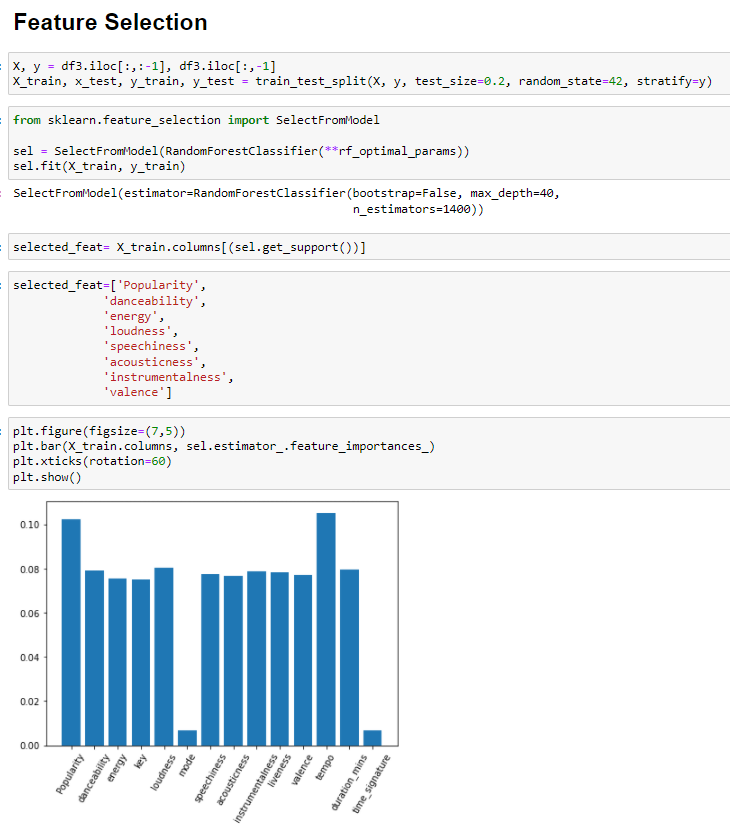 Feature Selection
X, y = df3.iloc[:,:-1], df3.iloc[:,-1]
X_train, x_test, y_train, y_test = train_test_split(X, y, test_size=0.2, random_state=42, stratify=y)
from sklearn.feature_selection import SelectFromModel
sel = SelectFromModel(RandomForestClassifier(**rf_optimal_params))
sel.fit(X_train, y_train)
SelectFromModel(estimator=RandomForestClassifier(bootstrap=False, max_depth=40,
n_estimators=1400))
selected_feat= X_train.columns[(sel.get_support())]
selected_feat=['Popularity',
'danceability',
'energy',
'loudness',
'speechiness',
'acousticness',
'instrumentalness',
'valence']
plt.figure(figsize=(7,5))
plt.bar(X_train.columns, sel.estimator_.feature_importances_)
plt.xticks(rotation=60)
plt.show()
0.10
0.08
0.06
0.04
0.02
0.00
Popularity
danceability
energy
key
loudness
mode
speechiness
acousticness
instrumentalness
liveness
valence
tempo
duration_mins
time_signature